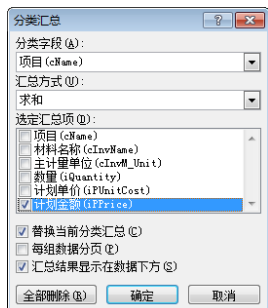 分类汇总
分类字段(A):
项目(cName)
汇总方式(U):
求和
选定汇总项(D):
项目(cName)
材料名称(cInvName)
主计量单位(cInvM_Unit)
数量(iQuantity)
计划单价(iPUnitCost)
计划金额(iPPrice)
替换当前分类汇总(C)
每组数据分页(P)
汇总结果显示在数据下方(S)
全部删除(R) 确定 取消